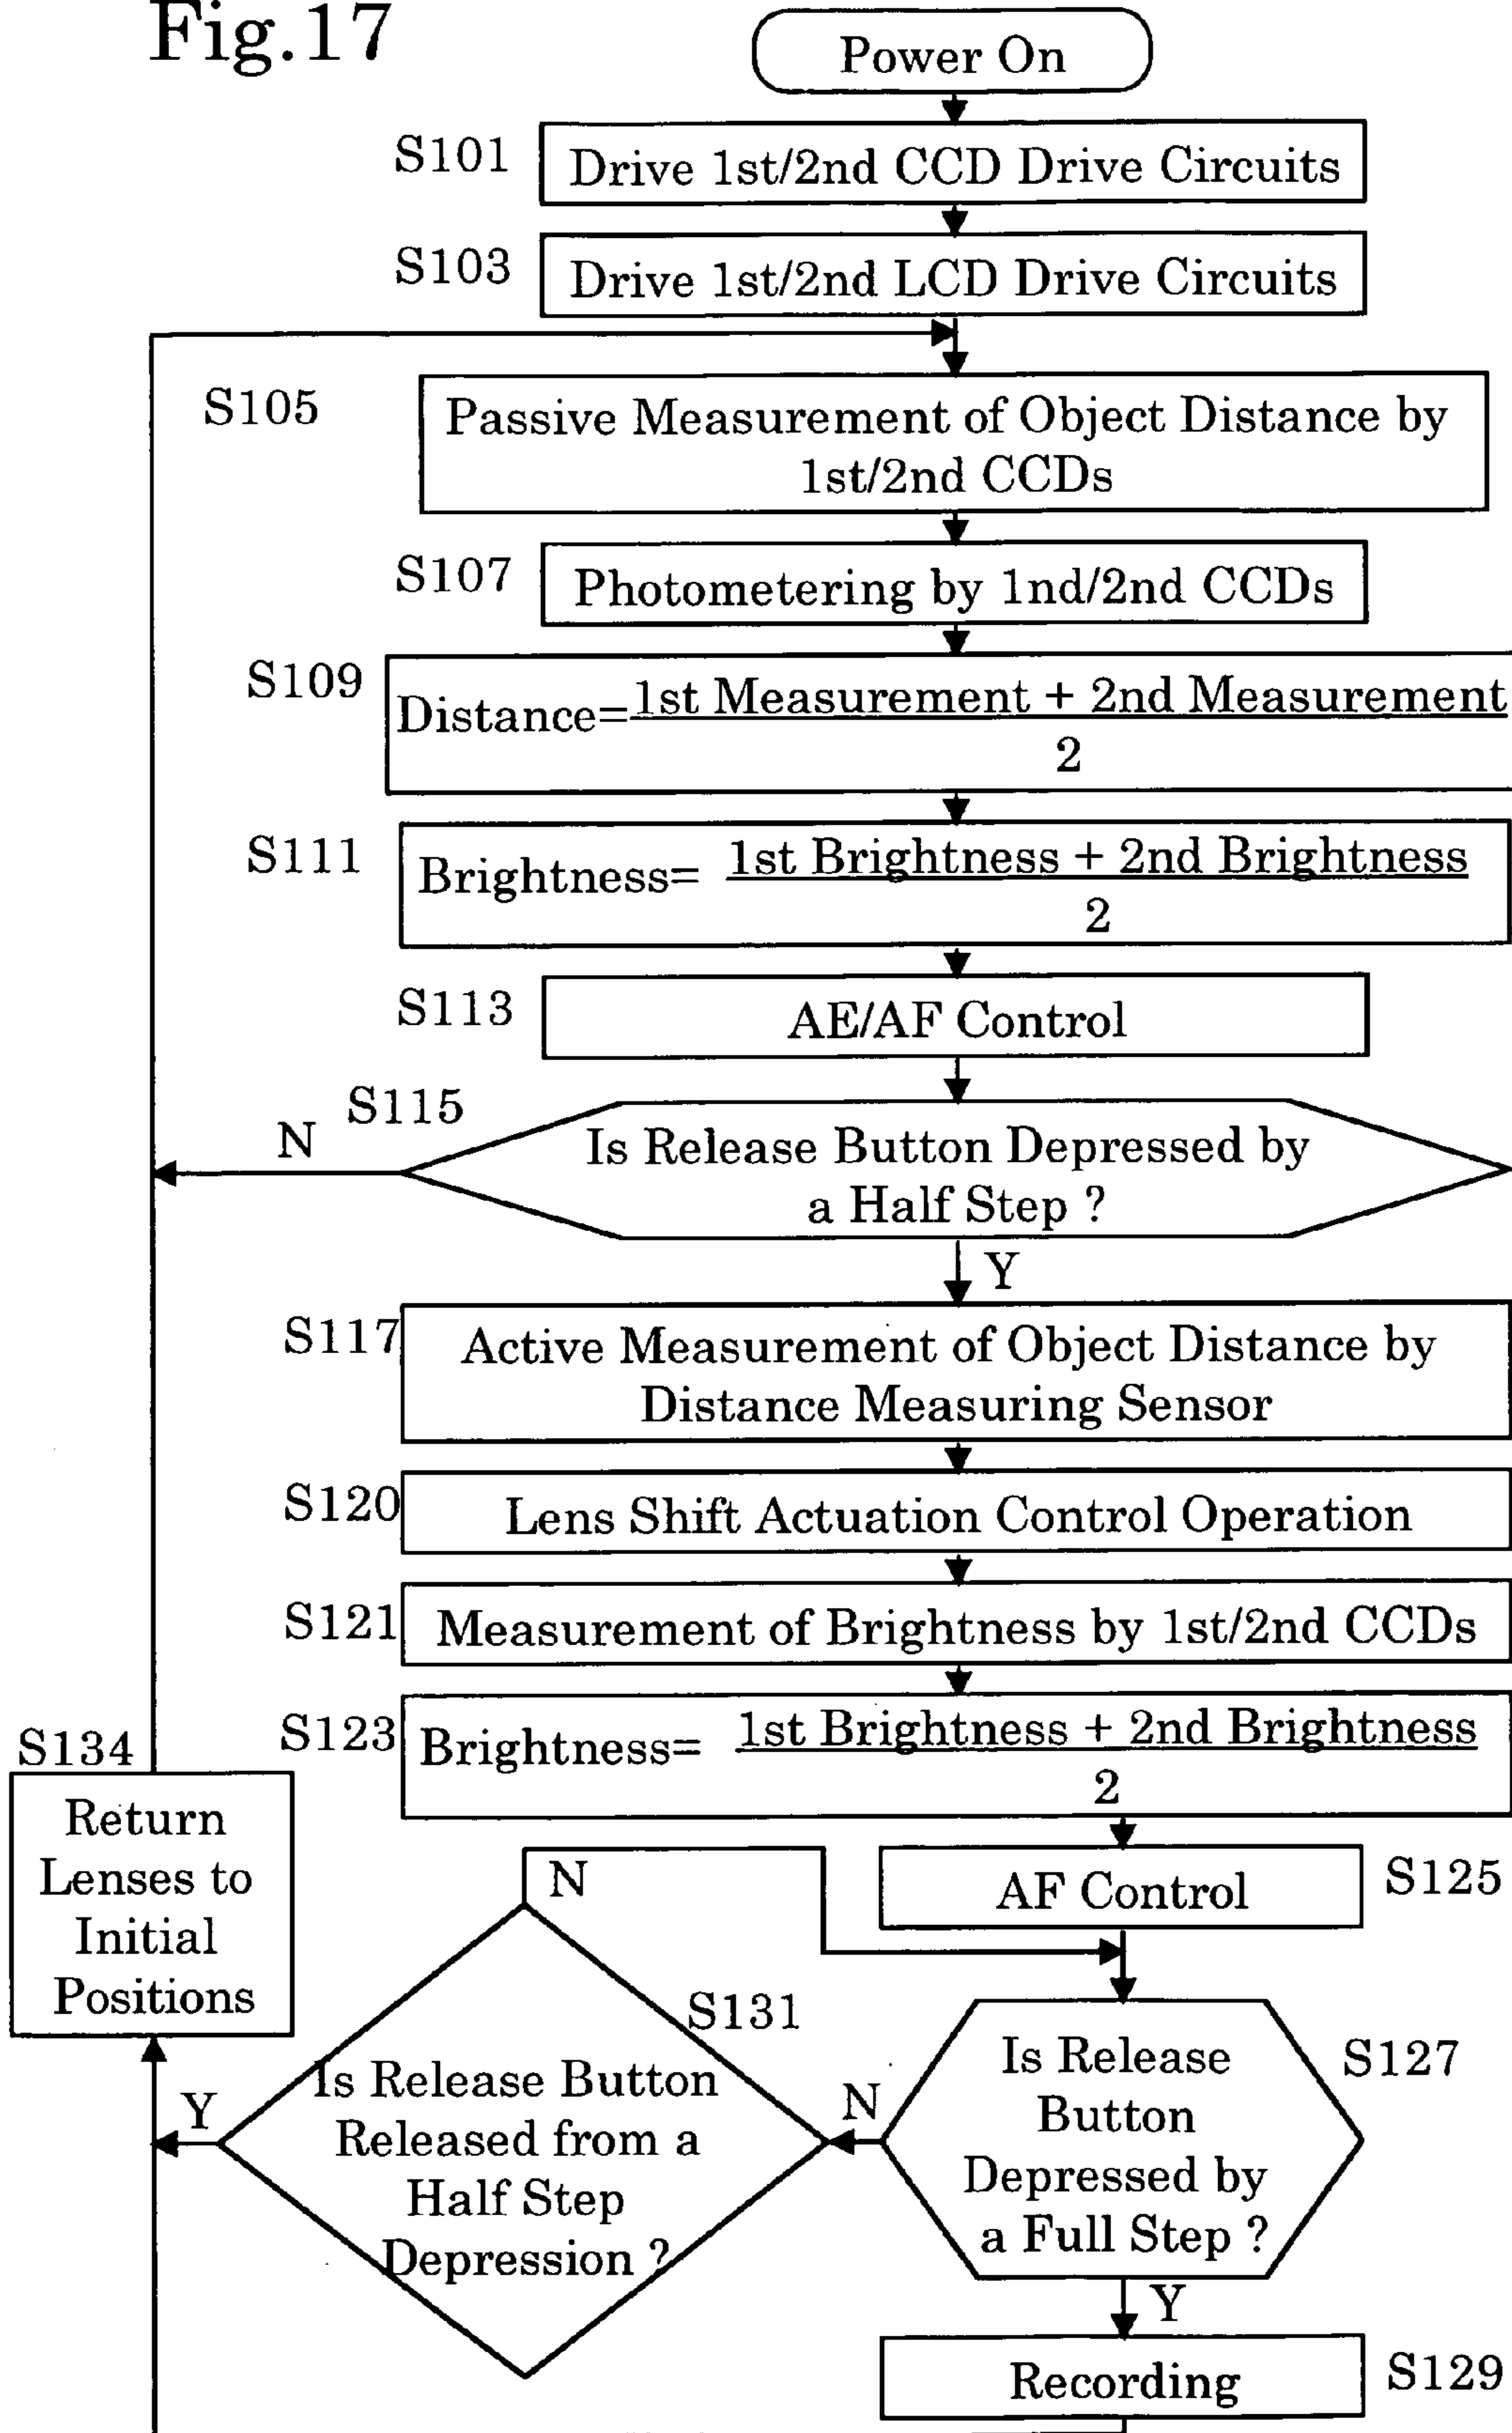 Fig.17
Power On
S101
Drive 1st/2nd CCD Drive Circuits
S103
Drive 1st/2nd LCD Drive Circuits
S105
Passive Measurement of Object Distance by
1st/2nd CCDs
S107
Photometering by 1nd/2nd CCDs
S109
Distance=1st Measurement + 2nd Measurement
2
S111
Brightness= 1st Brightness + 2nd Brightness
2
S113
AE/AF Control
S115
N
Is Release Button Depressed by
a Half Step ?
Y
S117
Active Measurement of Object Distance by
Distance Measuring Sensor
S120
Lens Shift Actuation Control Operation
S121
Measurement of Brightness by 1st/2nd CCDs
S123
Brightness= 1st Brightness + 2nd Brightness
2
S134
Return
Lenses to
Initial
Positions
N
AF Control
S125
S131
Is Release Button
Released from a
Half Step
Depression ?
Y
N
Is Release
Button
Depressed by
a Full Step ?
S127
Y
Recording
S129